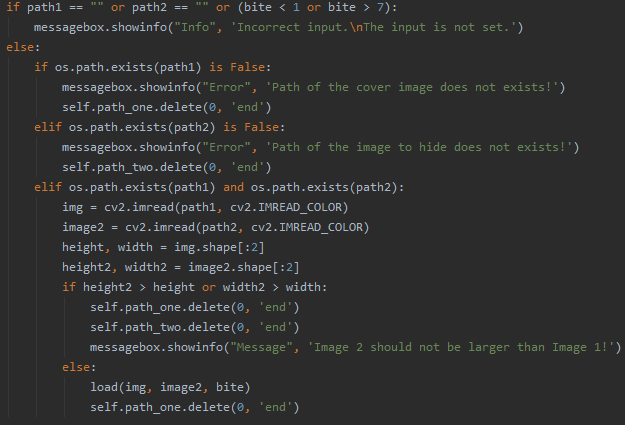 if path1 == "" or path2 == "" or (bite < 1 or bite > 7):
    messagebox.showinfo("Info", 'Incorrect input.\nThe input is not set.')
else:
    if os.path.exists(path1) is False:
        messagebox.showinfo("Error", 'Path of the cover image does not exists!')
        self.path_one.delete(0, 'end')
    elif os.path.exists(path2) is False:
        messagebox.showinfo("Error", 'Path of the image to hide does not exists!')
        self.path_two.delete(0, 'end')
    elif os.path.exists(path1) and os.path.exists(path2):
        img = cv2.imread(path1, cv2.IMREAD_COLOR)
        image2 = cv2.imread(path2, cv2.IMREAD_COLOR)
        height, width = img.shape[:2]
        height2, width2 = image2.shape[:2]
        if height2 > height or width2 > width:
            self.path_one.delete(0, 'end')
            self.path_two.delete(0, 'end')
            messagebox.showinfo("Message", 'Image 2 should not be larger than Image 1!')
        else:
            load(img, image2, bite)
            self.path_one.delete(0, 'end')